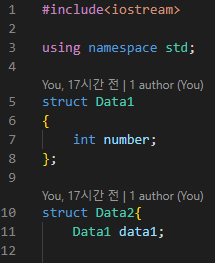 1 #include<iostream>
2
3 using namespace std;
4
You, 17시간 전 | 1 author (You)
5 struct Data1
6 {
7     int number;
8 };
9
You, 17시간 전 | 1 author (You)
10 struct Data2{
11     Data1 data1;
12